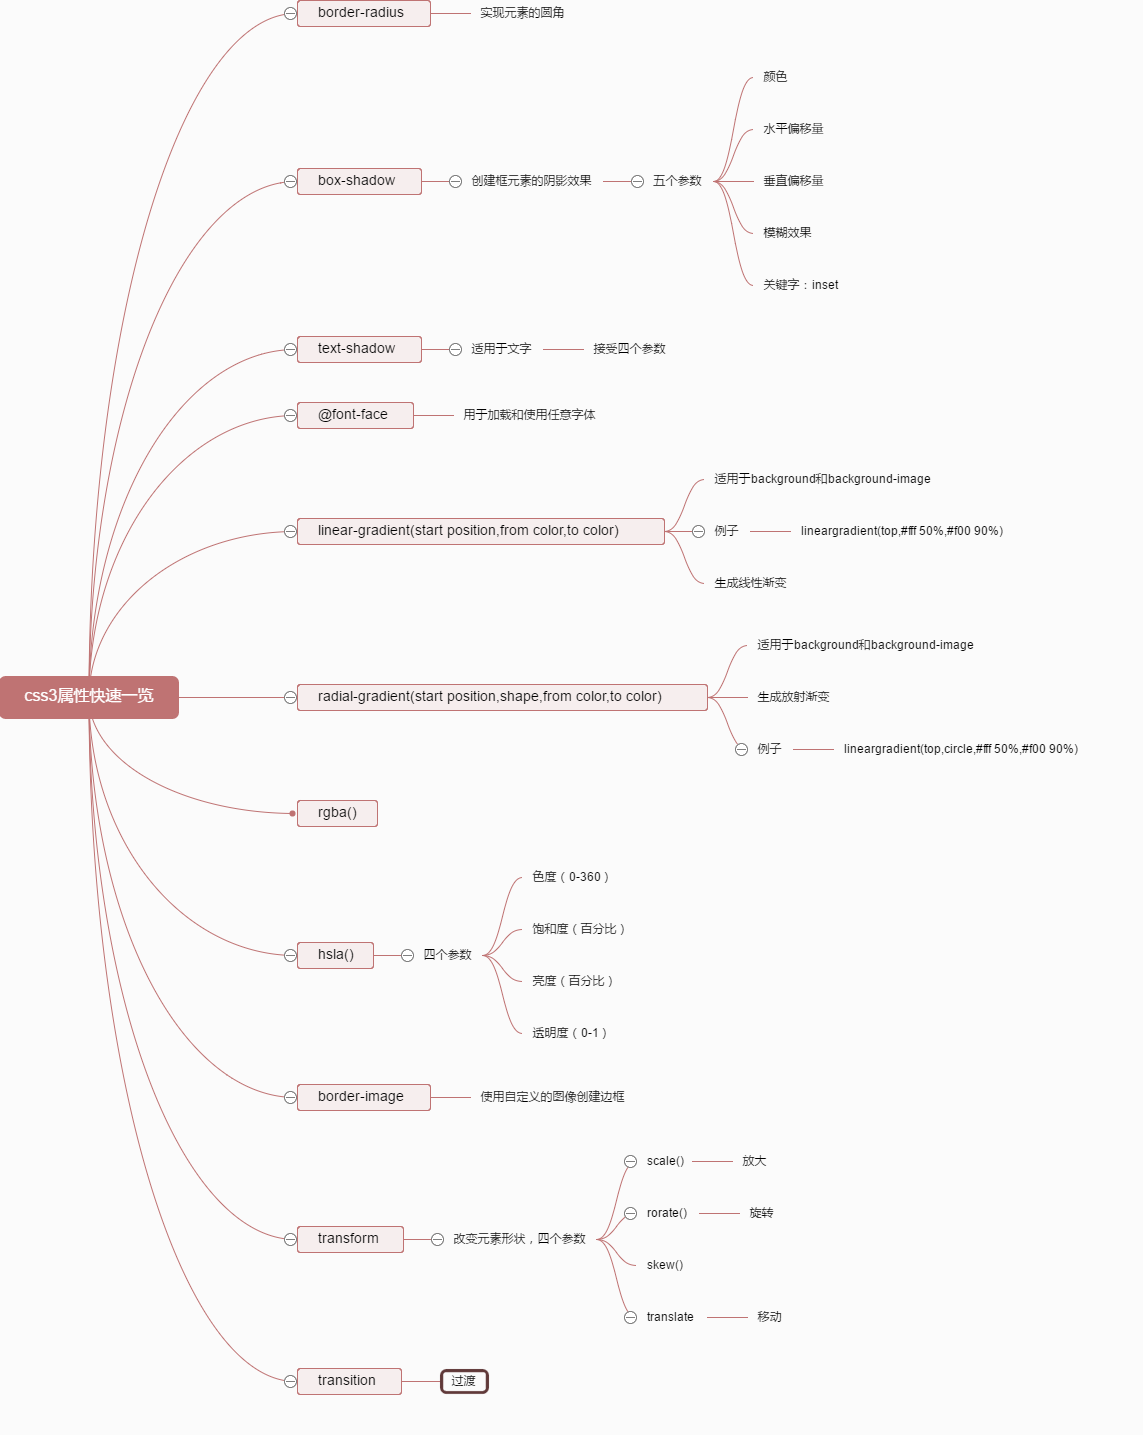 css3属性快速一览
border-radius
实现元素的圆角
box-shadow
创建框元素的阴影效果
五个参数
颜色
水平偏移量
垂直偏移量
模糊效果
关键字：inset
text-shadow
适用于文字
接受四个参数
@font-face
用于加载和使用任意字体
linear-gradient(start position,from color,to color)
适用于background和background-image
例子
lineargradient(top,#fff 50%,#f00 90%)
生成线性渐变
radial-gradient(start position,shape,from color,to color)
适用于background和background-image
生成放射渐变
例子
lineargradient(top,circle,#fff 50%,#f00 90%)
rgba()
hsla()
四个参数
色度（0-360）
饱和度（百分比）
亮度（百分比）
透明度（0-1）
border-image
使用自定义的图像创建边框
transform
改变元素形状，四个参数
scale()
放大
rorate()
旋转
skew()
translate
移动
transition
过渡